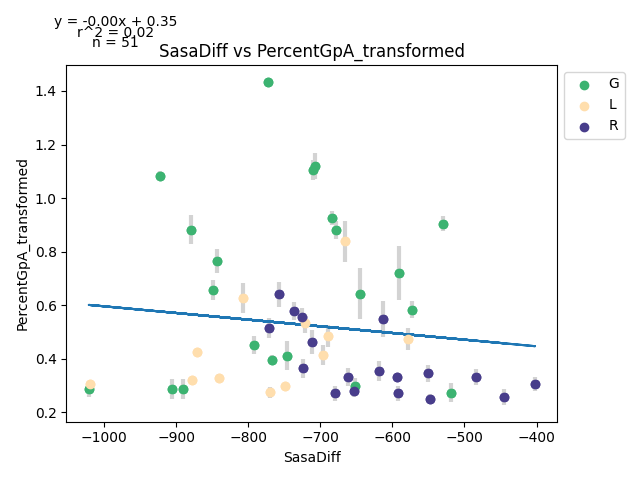 y = -0.00x + 0.35
r^2 = 0.02
n = 51
SasaDiff vs PercentGpA_transformed
G
L
R
PercentGpA_transformed
1.4
1.2
1.0
0.8
0.6
0.4
0.2
−1000 −900 −800 −700 −600 −500 −400
SasaDiff